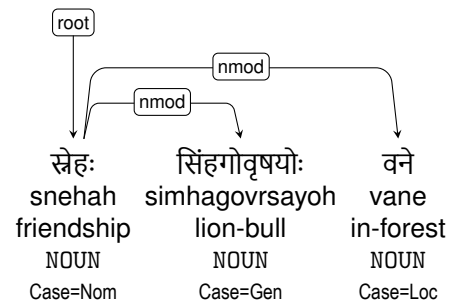 root
nmod
nmod
स्नेहः सिंहगोवृषयोः वने
snehah simhagovrsayoh vane
friendship lion-bull in-forest
NOUN NOUN NOUN
Case=Nom Case=Gen Case=Loc